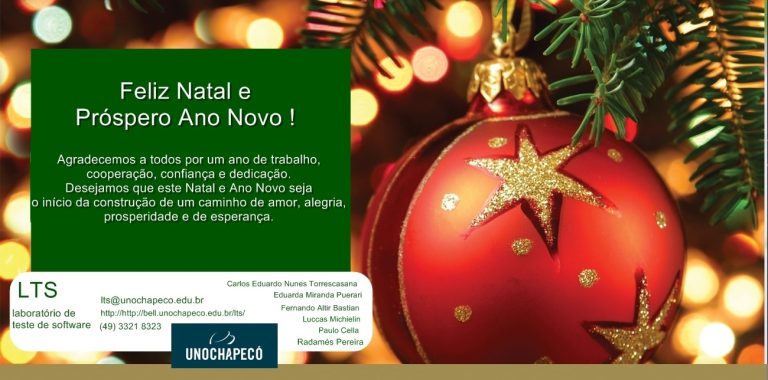 Feliz Natal e
Próspero Ano Novo !
Agradecemos a todos por um ano de trabalho,
cooperação, confiança e dedicação.
Desejamos que este Natal e Ano Novo seja
o início da construção de um caminho de amor, alegria,
prosperidade e de esperança.
LTS
laboratório de
teste de software
lts@unochapeco.edu.br
http://http://bell.unochapeco.edu.br/lts/
(49) 3321 8323
Carlos Eduardo Nunes Torrescasana
Eduarda Miranda Puerari
Fernando Altir Bastian
Luccas Michielin
Paulo Cella
Radamés Pereira
UNOCHAPECÓ